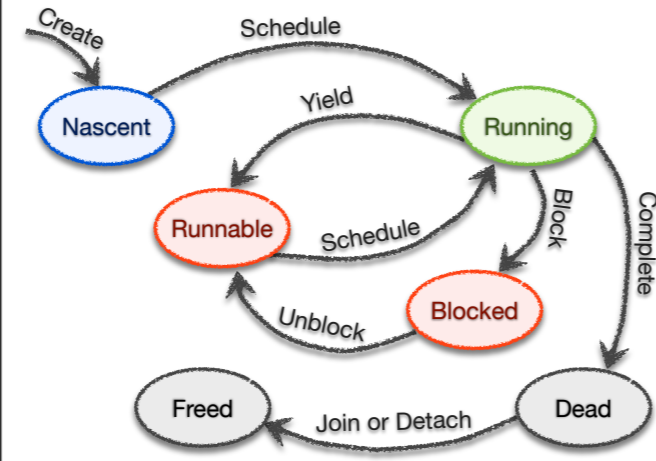 Create
Schedule
Nascent
Yield
Running
Runnable
Schedule
Block
Complete
Unblock
Blocked
Freed
Join or Detach
Dead